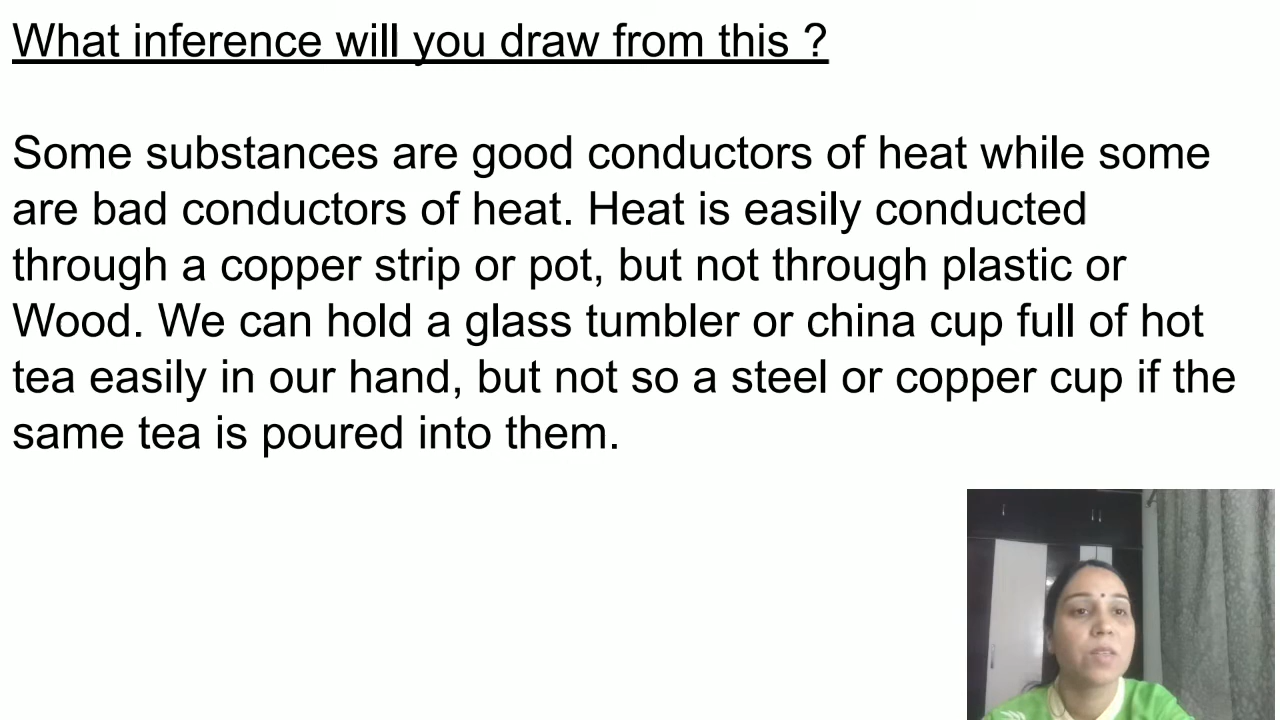 What inference will you draw from this ?
Some substances are good conductors of heat while some
are bad conductors of heat. Heat is easily conducted
through a copper strip or pot, but not through plastic or
Wood. We can hold a glass tumbler or china cup full of hot
tea easily in our hand, but not so a steel or copper cup if the
same tea is poured into them.